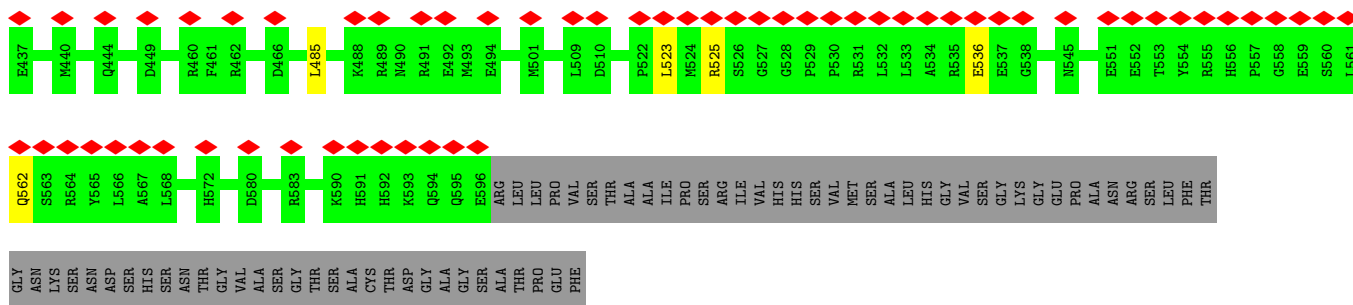 E437 M440 Q444 D449 R460 F461 R462 D466 L485 K488 R489 N490 R491 E492 M493 E494 M501 L509 D510 P522 L523 M524 R525 S526 G527 G528 P529 P530 R531 L532 L533 A534 R535 E536 E537 G538 N545 E551 E552 T553 Y554 R555 H556 P557 G558 E559 S560 L561
Q562 S563 R564 Y565 L566 A567 L568 H572 D580 R583 K590 H591 H592 K593 Q594 Q595 E596 ARG LEU LEU PRO VAL SER THR ALA ALA ILE PRO SER ARG ILE VAL HIS HIS SER VAL MET SER ALA LEU HIS GLY VAL SER GLY LYS GLY GLU PRO ALA ASN ARG SER LEU PHE THR
GLY ASN LYS SER ASN ASP SER HIS SER ASN THR GLY VAL ALA SER GLY THR SER ALA CYS THR ASP GLY ALA GLY SER ALA THR PRO GLU PHE